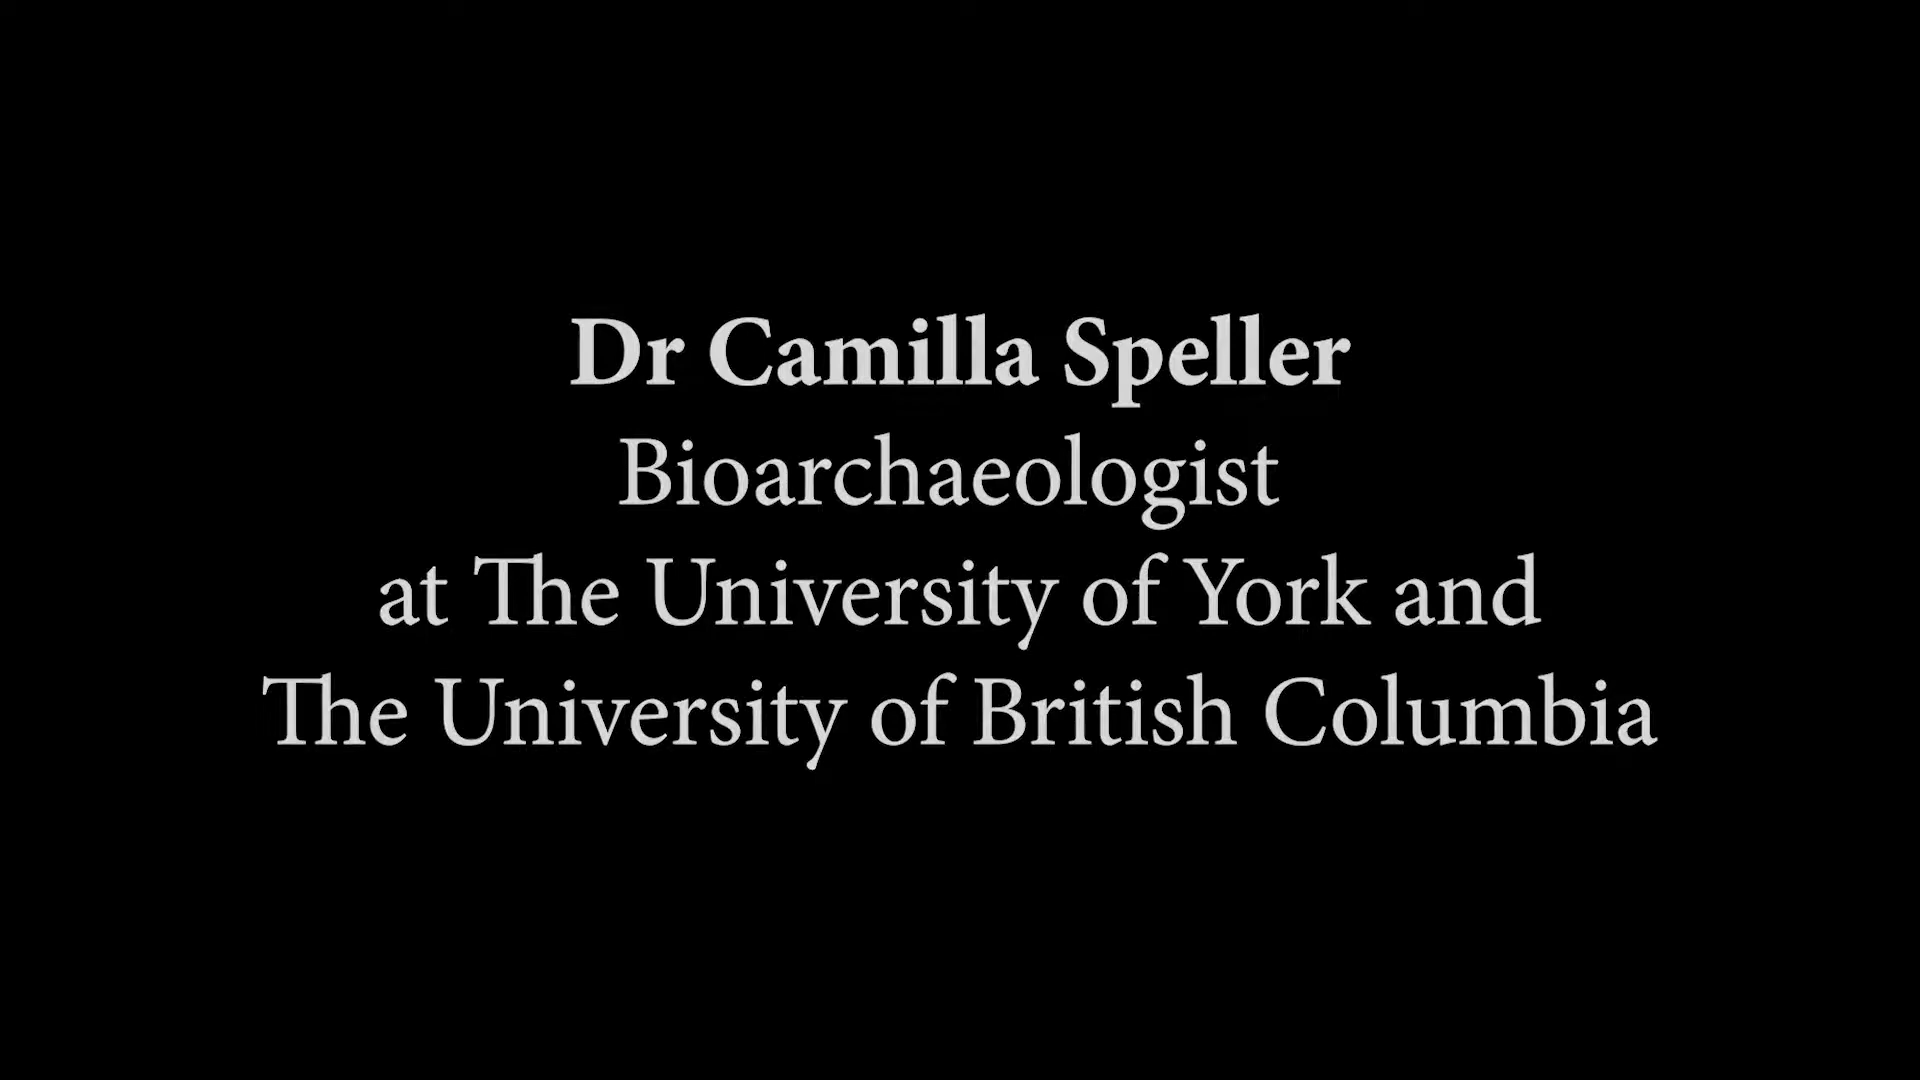 Dr Camilla Speller
Bioarchaeologist
at The University of York and
The University of British Columbia